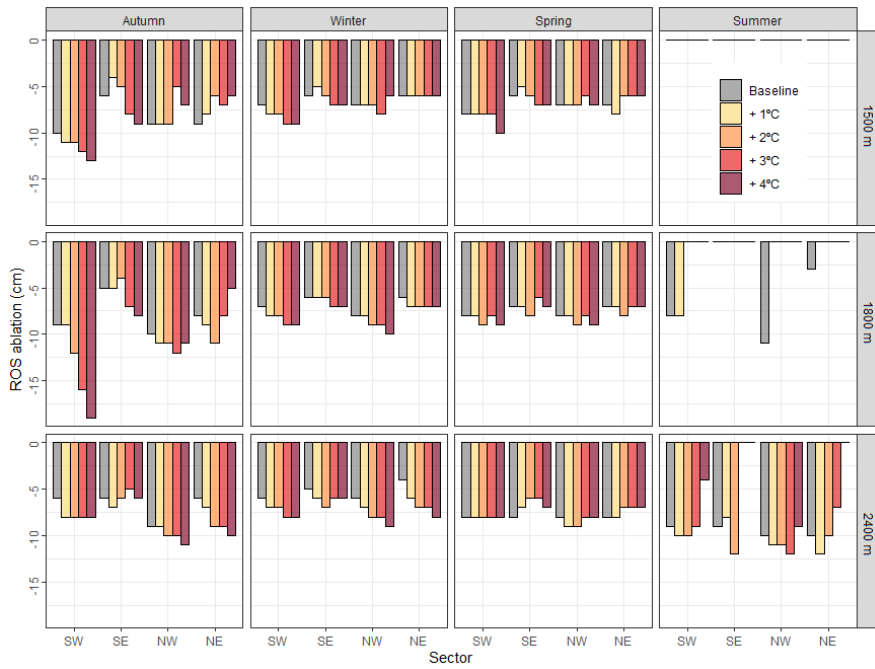 Autumn Winter Spring Summer
0
-5
-10
-15
1500 m
Baseline
+ 1ºC
+ 2ºC
+ 3ºC
+ 4ºC
0
-5
-10
-15
1800 m
ROS ablation (cm)
0
-5
-10
-15
2400 m
SW SE NW NE SW SE NW NE SW SE NW NE SW SE NW NE
Sector